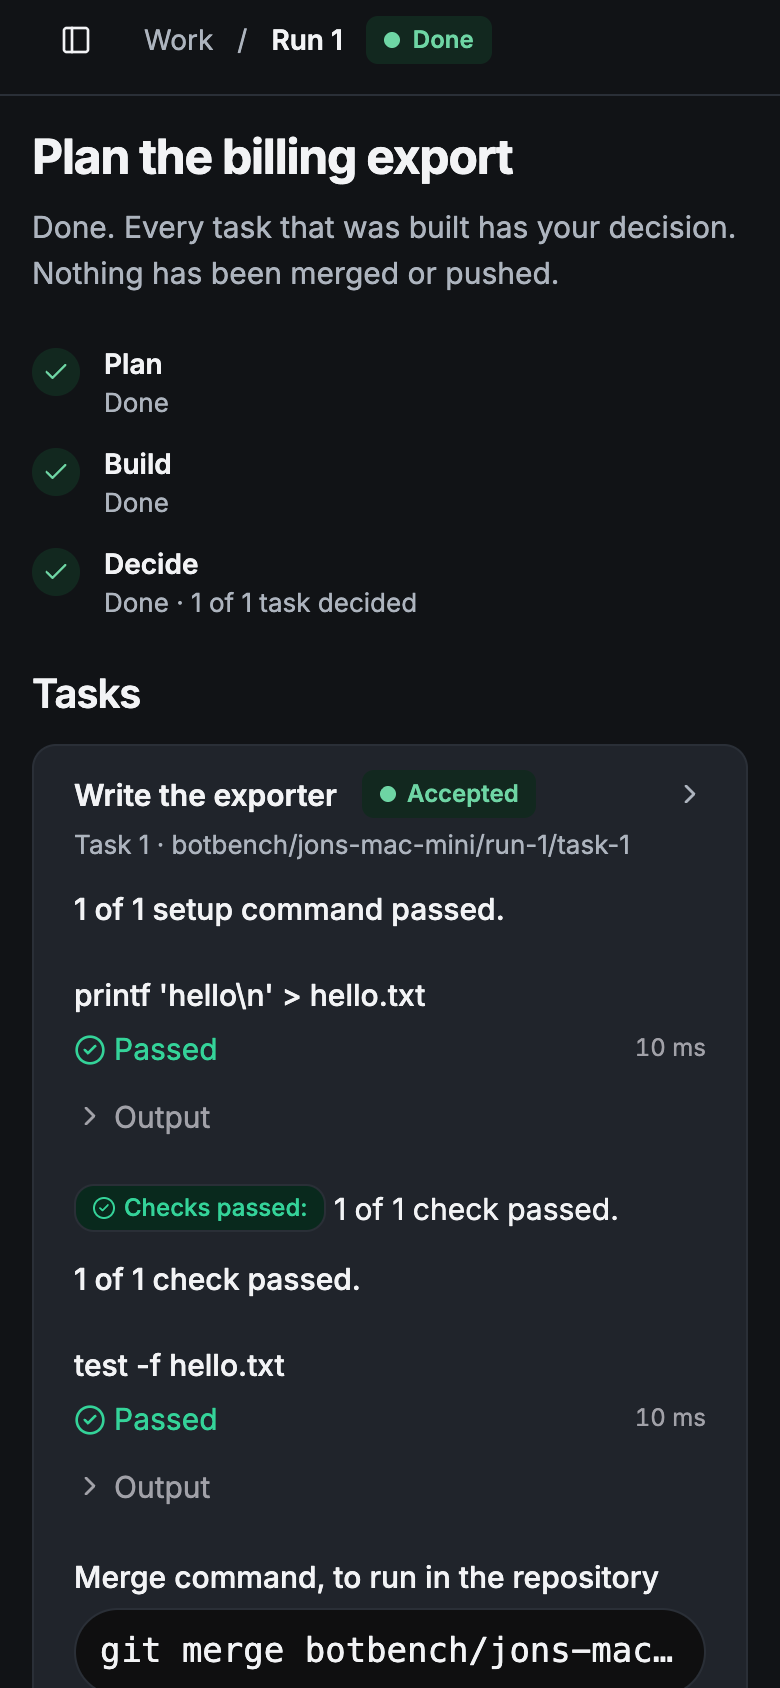 Work / Run 1 Done
Plan the billing export
Done. Every task that was built has your decision.
Nothing has been merged or pushed.
Plan
Done
Build
Done
Decide
Done · 1 of 1 task decided
Tasks
Write the exporter Accepted
Task 1 · botbench/jons-mac-mini/run-1/task-1
1 of 1 setup command passed.
printf 'hello\n' > hello.txt
Passed 10 ms
Output
Checks passed: 1 of 1 check passed.
1 of 1 check passed.
test -f hello.txt
Passed 10 ms
Output
Merge command, to run in the repository
git merge botbench/jons-mac…